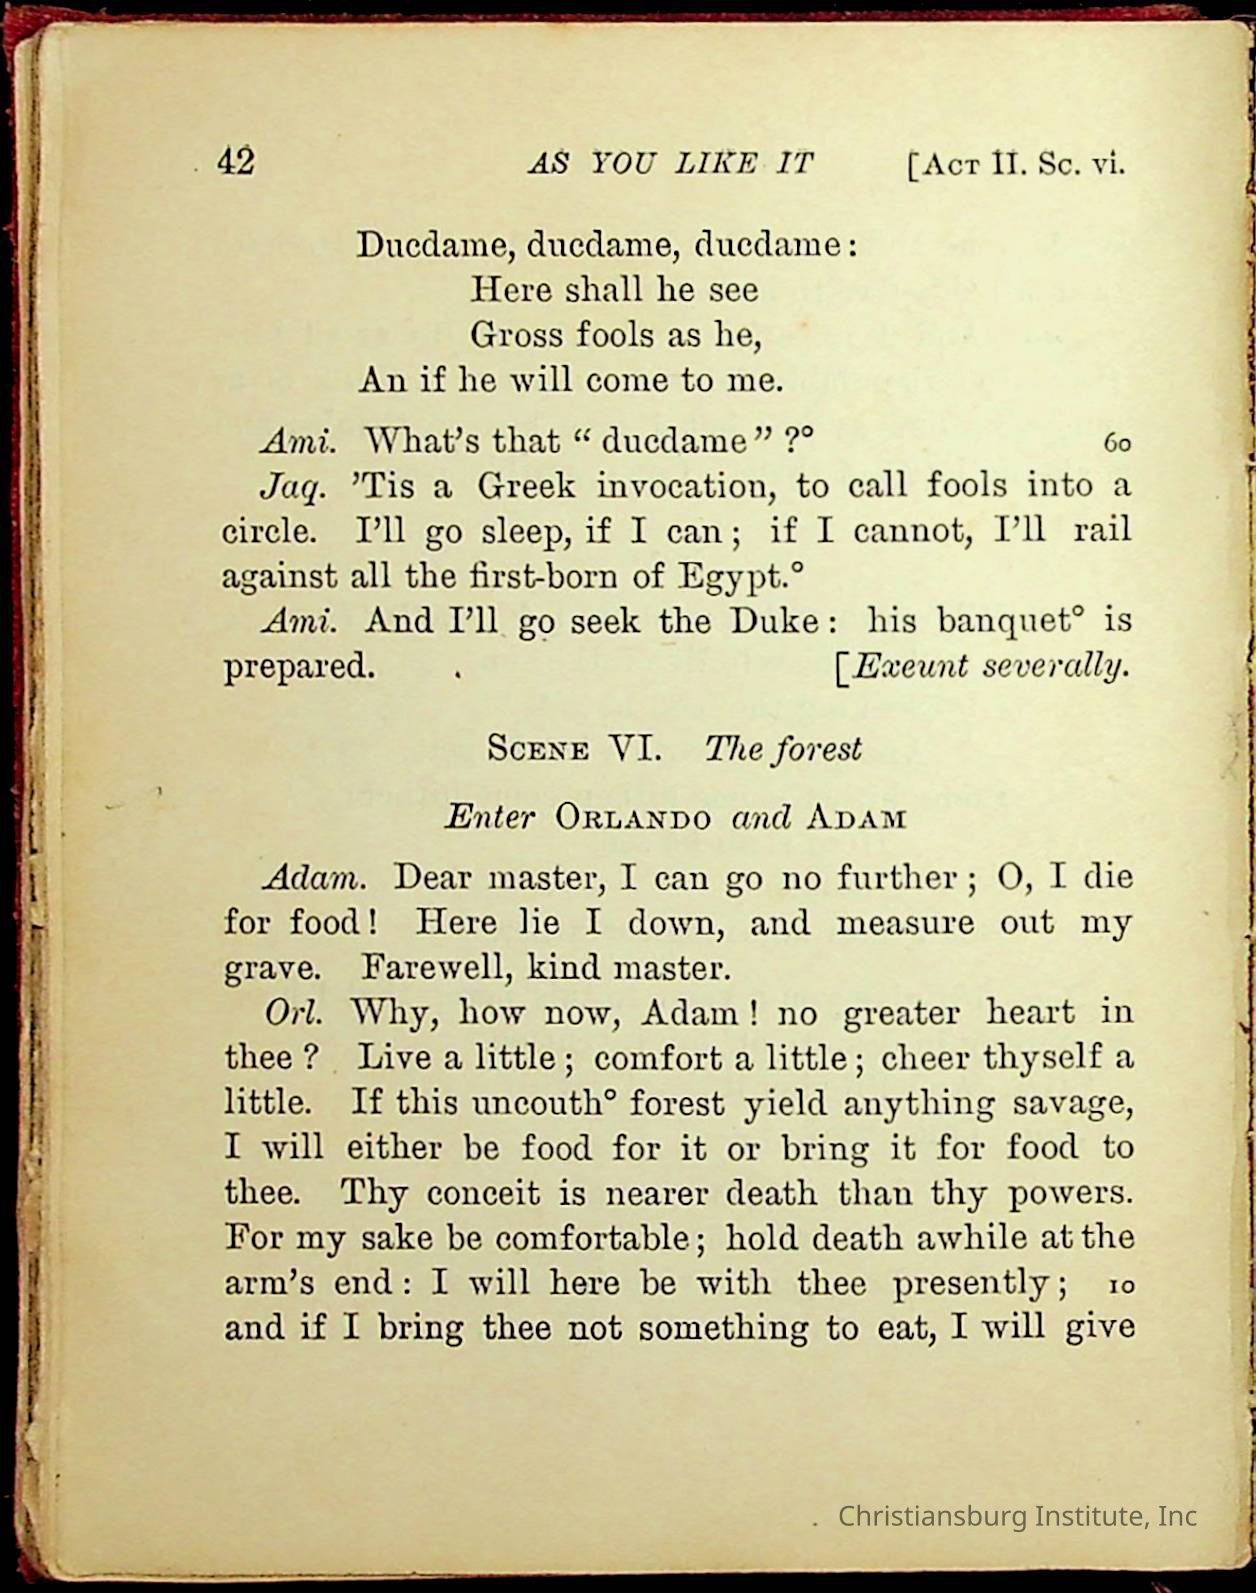 42 AS YOU LIKE IT [ACT II. Sc. vi.
Ducdame, ducdame, ducdame:
Here shall he see
Gross fools as he,
An if he will come to me.
Ami. What's that “ ducdame ” ?° 60
Jaq. ’Tis a Greek invocation, to call fools into a
circle. I’ll go sleep, if I can; if I cannot, I’ll rail
against all the first-born of Egypt.°
Ami. And I’ll go seek the Duke: his banquet° is
prepared. [Exeunt severally.
SCENE VI. The forest
Enter ORLANDO and ADAM
Adam. Dear master, I can go no further; O, I die
for food! Here lie I down, and measure out my
grave. Farewell, kind master.
Orl. Why, how now, Adam! no greater heart in
thee? Live a little; comfort a little; cheer thyself a
little. If this uncouth° forest yield anything savage,
I will either be food for it or bring it for food to
thee. Thy conceit is nearer death than thy powers.
For my sake be comfortable; hold death awhile at the
arm’s end: I will here be with thee presently; 10
and if I bring thee not something to eat, I will give
Christiansburg Institute, Inc